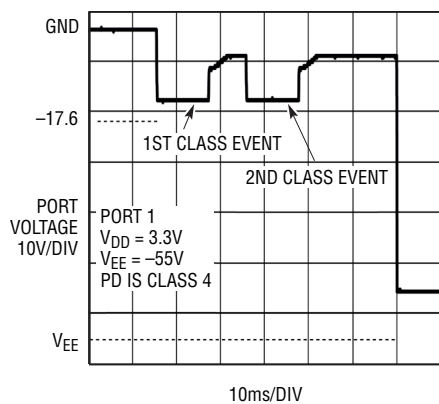 GND
–17.6
1ST CLASS EVENT
2ND CLASS EVENT
PORT
VOLTAGE
10V/DIV
PORT 1
VDD = 3.3V
VEE = –55V
PD IS CLASS 4
VEE
10ms/DIV